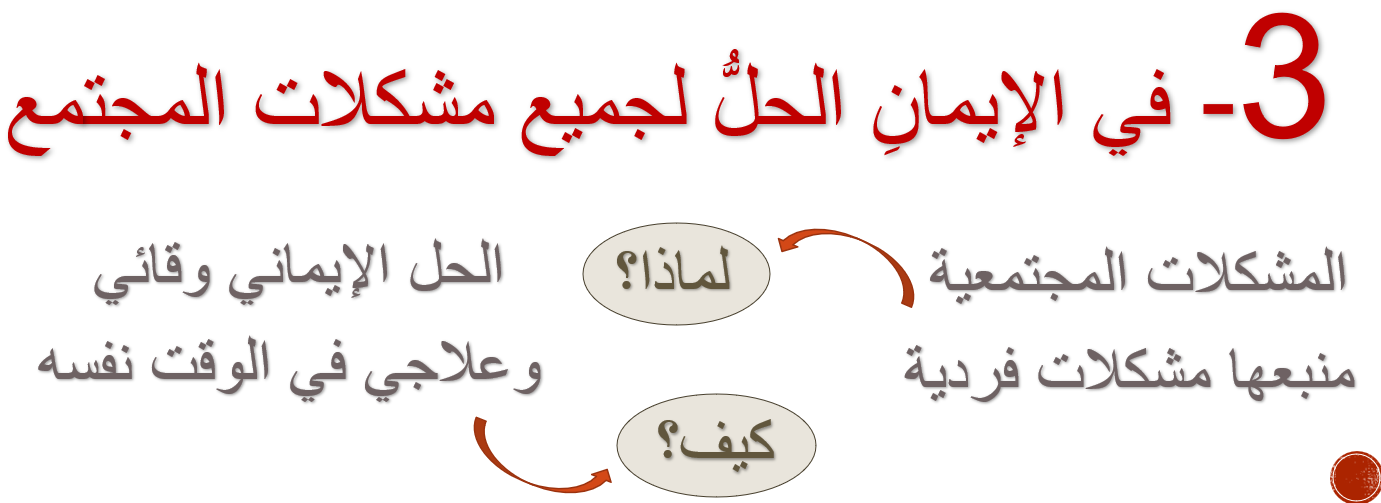 3- في الإيمانِ الحلُّ لجميع مشكلات المجتمع
المشكلات المجتمعية
منبعها مشكلات فردية
لماذا؟
الحل الإيماني وقائي
وعلاجي في الوقت نفسه
كيف؟